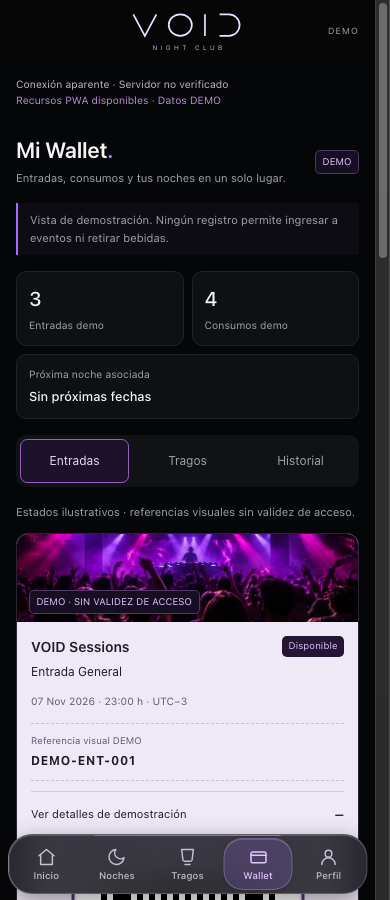 VOID
NIGHT CLUB
DEMO
Conexión aparente · Servidor no verificado
Recursos PWA disponibles · Datos DEMO
Mi Wallet.
DEMO
Entradas, consumos y tus noches en un solo lugar.
Vista de demostración. Ningún registro permite ingresar a
eventos ni retirar bebidas.
3
Entradas demo
4
Consumos demo
Próxima noche asociada
Sin próximas fechas
Entradas
Tragos
Historial
Estados ilustrativos · referencias visuales sin validez de acceso.
DEMO · SIN VALIDEZ DE ACCESO
VOID Sessions
Disponible
Entrada General
07 Nov 2026 · 23:00 h · UTC−3
Referencia visual DEMO
DEMO-ENT-001
Ver detalles de demostración
−
Inicio
Noches
Tragos
Wallet
Perfil